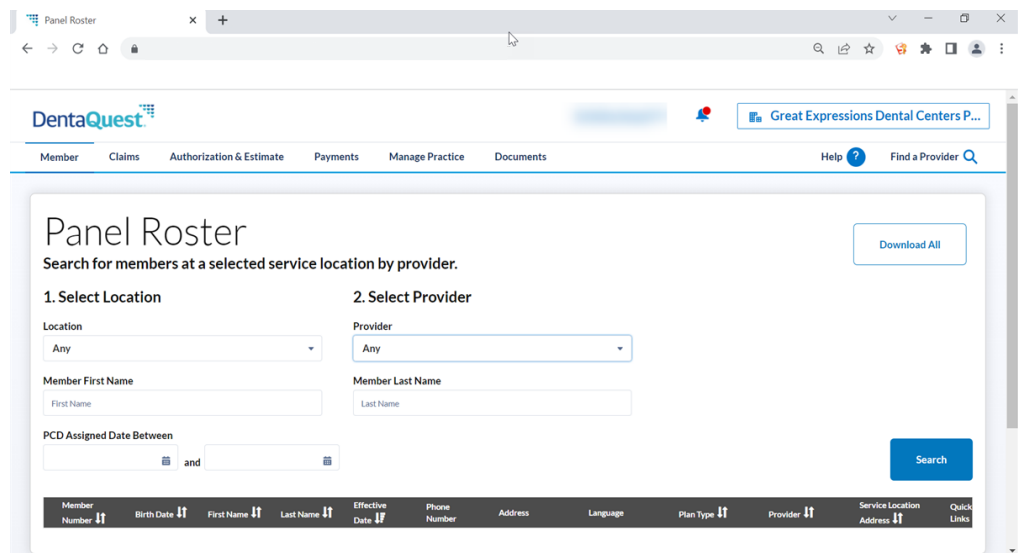 Panel Roster
DentaQuest
Great Expressions Dental Centers P...
Member Claims Authorization & Estimate Payments Manage Practice Documents Help ? Find a Provider
Panel Roster
Download All
Search for members at a selected service location by provider.
1. Select Location 2. Select Provider
Location Provider
Any Any
Member First Name Member Last Name
First Name Last Name
PCD Assigned Date Between
and
Search
Member Number Birth Date First Name Last Name Effective Date Phone Number Address Language Plan Type Provider Service Location Address Quick Links